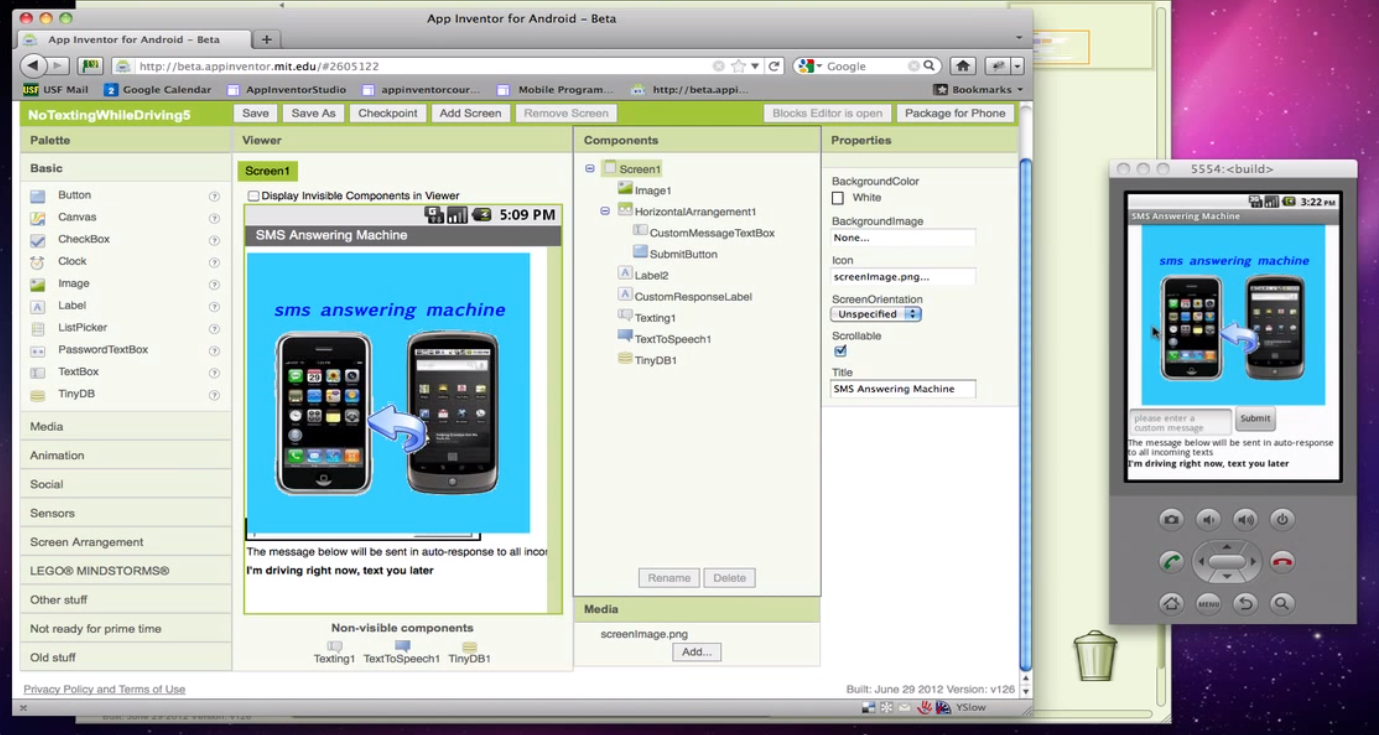 App Inventor for Android – Beta
App Inventor for Android – Beta
http://beta.appinventor.mit.edu/#2605122
Google
USF USF Mail
2 Google Calendar
AppInventorStudio
appinventorcour...
Mobile Program...
http://beta.appi...
Bookmarks
NoTextingWhileDriving5
Save
Save As
Checkpoint
Add Screen
Remove Screen
Blocks Editor is open
Package for Phone
Palette
Basic
Button
Canvas
CheckBox
Clock
Image
Label
ListPicker
PasswordTextBox
TextBox
TinyDB
Media
Animation
Social
Sensors
Screen Arrangement
LEGO® MINDSTORMS®
Other stuff
Not ready for prime time
Old stuff
Privacy Policy and Terms of Use
Viewer
Screen1
Display Invisible Components in Viewer
5:09 PM
SMS Answering Machine
sms answering machine
The message below will be sent in auto-response to all incor
I'm driving right now, text you later
Non-visible components
Texting1
TextToSpeech1
TinyDB1
Components
Screen1
Image1
HorizontalArrangement1
CustomMessageTextBox
SubmitButton
Label2
CustomResponseLabel
Texting1
TextToSpeech1
TinyDB1
Rename
Delete
Media
screenImage.png
Add...
Properties
BackgroundColor
White
BackgroundImage
None...
Icon
screenImage.png...
ScreenOrientation
Unspecified
Scrollable
Title
SMS Answering Machine
Built: June 29 2012 Version: v126
YSlow
Built: June 29 2012 Version: v126
5554:<build>
3:22 PM
SMS Answering Machine
sms answering machine
please enter a
custom message
Submit
The message below will be sent in auto-response
to all incoming texts
I'm driving right now, text you later
MENU